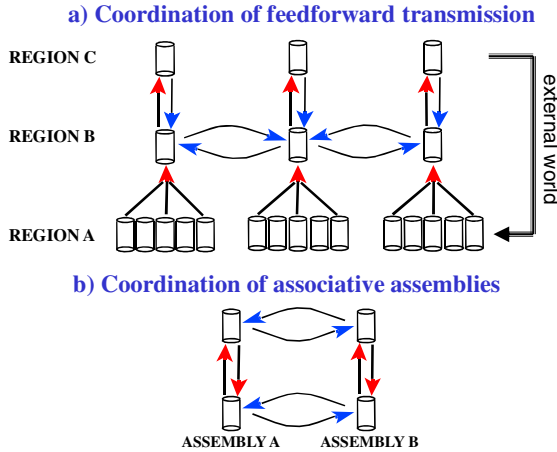 a) Coordination of feedforward transmission
REGION C
REGION B
external world
REGION A
b) Coordination of associative assemblies
ASSEMBLY A
ASSEMBLY B